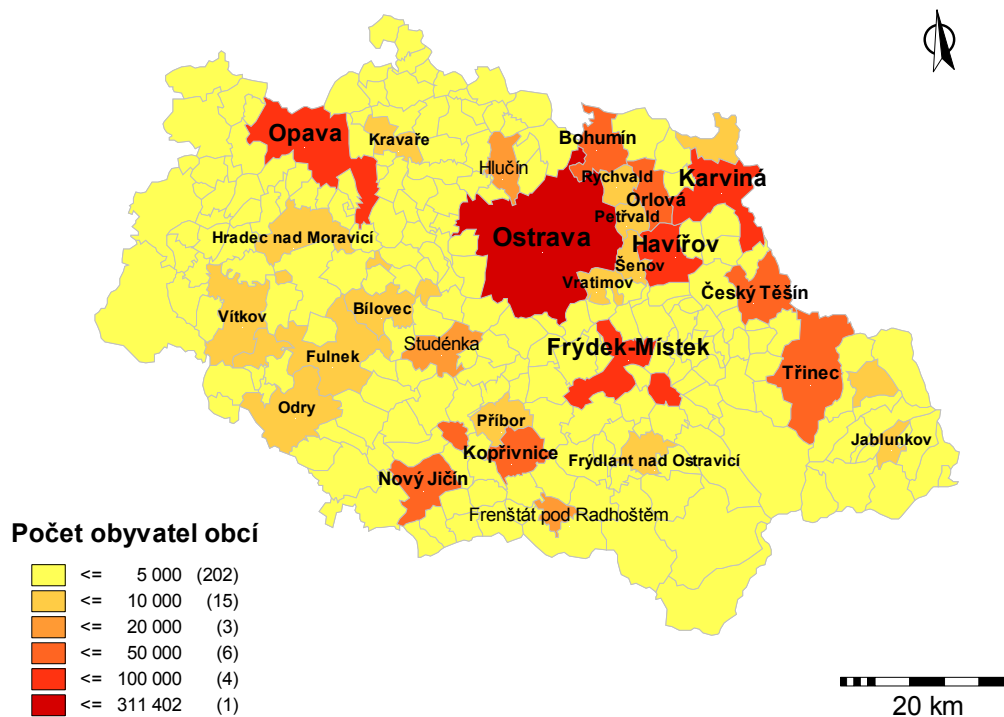 Opava
Kravaře
Bohumín
Hlučín
Rychvald
Karviná
Orlová
Petřvald
Ostrava
Hradec nad Moravicí
Havířov
Šenov
Vratimov
Český Těšín
Bílovec
Vítkov
Studénka
Frýdek-Místek
Fulnek
Třinec
Odry
Příbor
Jablunkov
Kopřivnice
Frýdlant nad Ostravicí
Nový Jičín
Frenštát pod Radhoštěm
Počet obyvatel obcí
<= 5 000 (202)
<= 10 000 (15)
<= 20 000 (3)
<= 50 000 (6)
<= 100 000 (4)
<= 311 402 (1)
20 km